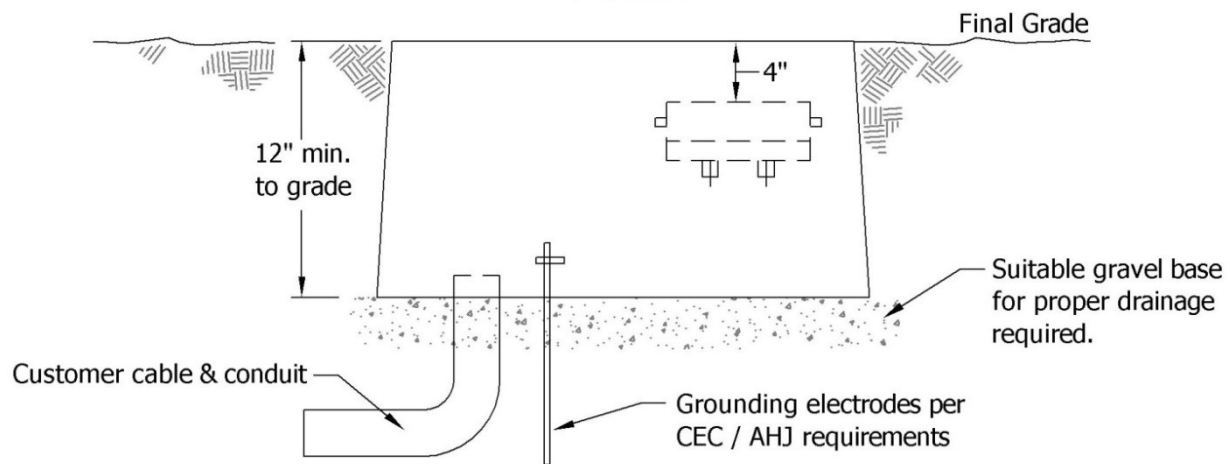 Final Grade
4"
12" min.
to grade
Suitable gravel base
for proper drainage
required.
Customer cable & conduit
Grounding electrodes per
CEC / AHJ requirements